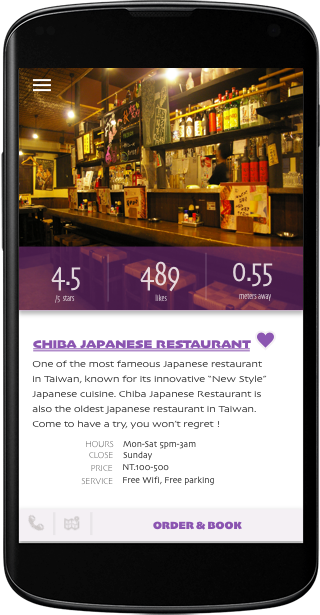 4.5
/5 stars
489
likes
0.55
meters away
CHIBA JAPANESE RESTAURANT
One of the most fameous Japanese restaurant
in Taiwan, known for its innovative "New Style"
Japanese cuisine. Chiba Japanese Restaurant is
also the oldest Japanese restaurant in Taiwan.
Come to have a try, you won't regret !
HOURS Mon-Sat 5pm-3am
CLOSE Sunday
PRICE NT.100-500
SERVICE Free Wifi, Free parking
ORDER & BOOK